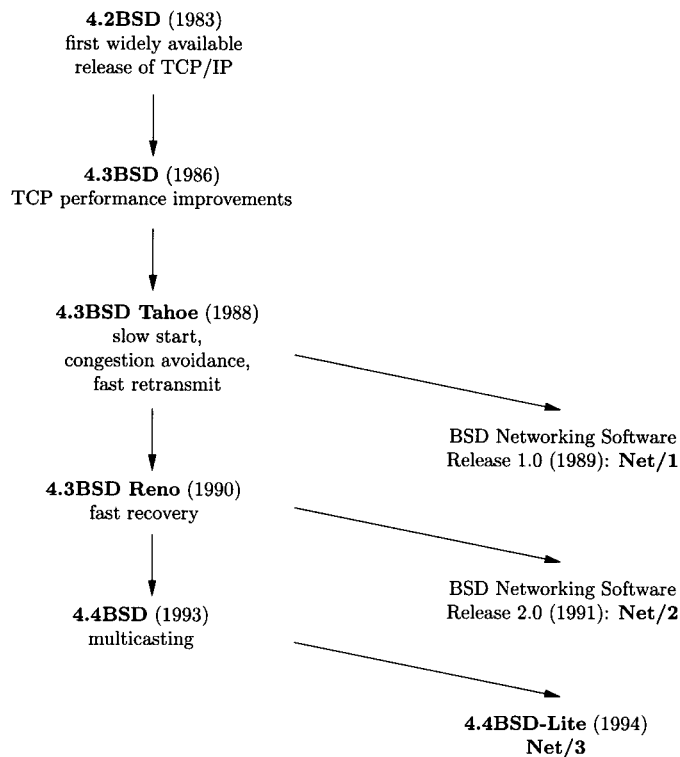 4.2BSD (1983)
first widely available
release of TCP/IP
4.3BSD (1986)
TCP performance improvements
4.3BSD Tahoe (1988)
slow start,
congestion avoidance,
fast retransmit
BSD Networking Software
Release 1.0 (1989): Net/1
4.3BSD Reno (1990)
fast recovery
BSD Networking Software
Release 2.0 (1991): Net/2
4.4BSD (1993)
multicasting
4.4BSD-Lite (1994)
Net/3